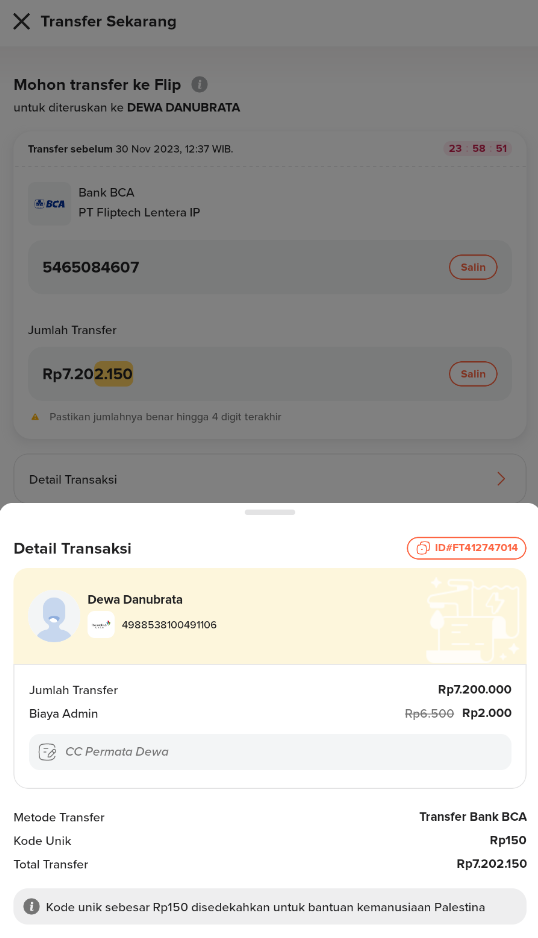 Transfer Sekarang
Mohon transfer ke Flip
untuk diteruskan ke DEWA DANUBRATA
Transfer sebelum 30 Nov 2023, 12:37 WIB.
23 : 58 : 51
BCA
Bank BCA
PT Fliptech Lentera IP
5465084607
Salin
Jumlah Transfer
Rp7.202.150
Salin
Pastikan jumlahnya benar hingga 4 digit terakhir
Detail Transaksi
Detail Transaksi
ID#FT412747014
Dewa Danubrata
4988538100491106
Jumlah Transfer Rp7.200.000
Biaya Admin Rp6.500 Rp2.000
CC Permata Dewa
Metode Transfer Transfer Bank BCA
Kode Unik Rp150
Total Transfer Rp7.202.150
Kode unik sebesar Rp150 disedekahkan untuk bantuan kemanusiaan Palestina